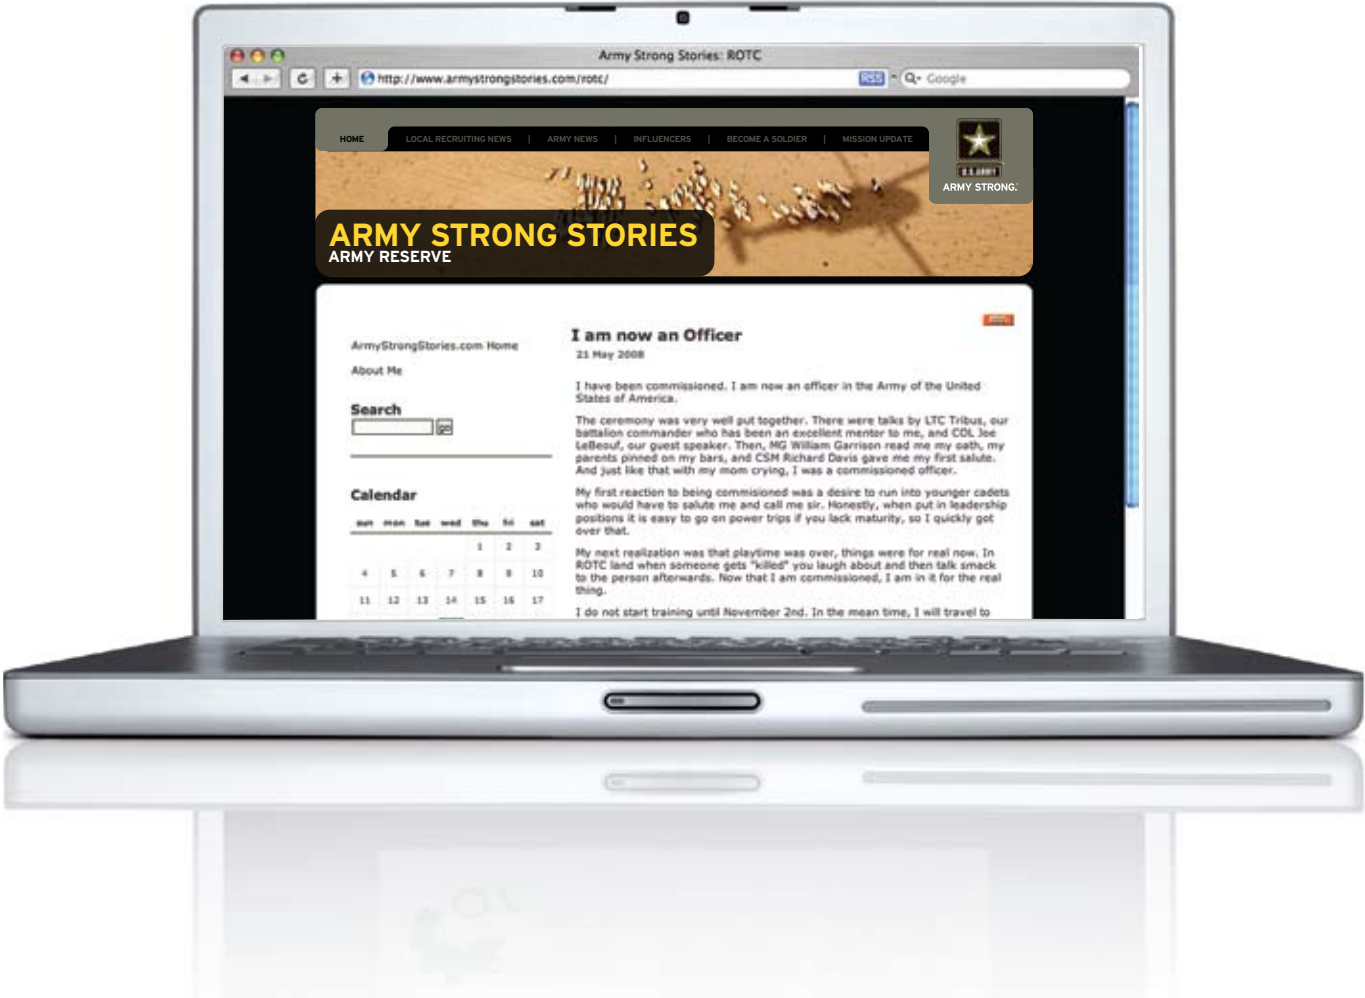 Army Strong Stories: ROTC
http://www.armystrongstories.com/rotc/
RSS
Google
HOME
LOCAL RECRUITING NEWS | ARMY NEWS | INFLUENCERS | BECOME A SOLDIER | MISSION UPDATE
U.S.ARMY
ARMY STRONG.
ARMY STRONG STORIES
ARMY RESERVE
ArmyStrongStories.com Home
About Me
Search
go
Calendar
sun mon tue wed thu fri sat
1 2 3
4 5 6 7 8 9 10
11 12 13 14 15 16 17
I am now an Officer
21 May 2008
I have been commissioned. I am now an officer in the Army of the United
States of America.
The ceremony was very well put together. There were talks by LTC Tribus, our
battalion commander who has been an excellent mentor to me, and COL Joe
LeBeouf, our guest speaker. Then, MG William Garrison read me my oath, my
parents pinned on my bars, and CSM Richard Davis gave me my first salute.
And just like that with my mom crying, I was a commissioned officer.
My first reaction to being commisioned was a desire to run into younger cadets
who would have to salute me and call me sir. Honestly, when put in leadership
positions it is easy to go on power trips if you lack maturity, so I quickly got
over that.
My next realization was that playtime was over, things were for real now. In
ROTC land when someone gets "killed" you laugh about and then talk smack
to the person afterwards. Now that I am commissioned, I am in it for the real
thing.
I do not start training until November 2nd. In the mean time, I will travel to